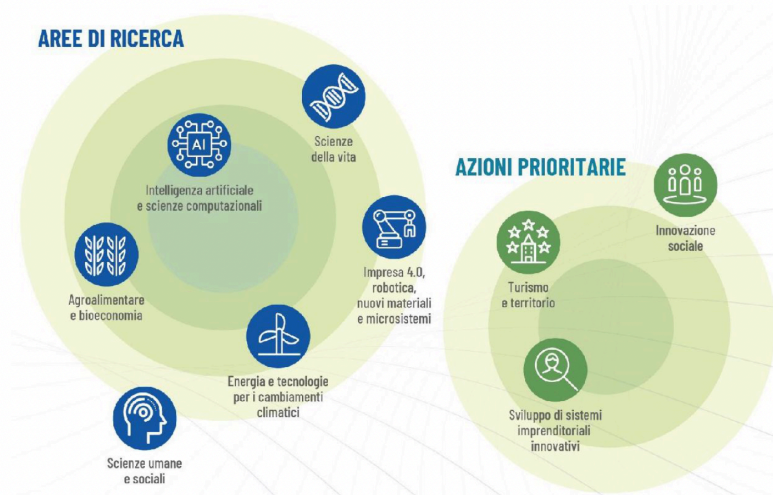 AREE DI RICERCA
AI
Scienze
della vita
Intelligenza artificiale
e scienze computazionali
Impresa 4.0,
robotica,
nuovi materiali
e microsistemi
Agroalimentare
e bioeconomia
Energia e tecnologie
per i cambiamenti
climatici
Scienze umane
e sociali
AZIONI PRIORITARIE
Innovazione
sociale
Turismo
e territorio
Sviluppo di sistemi
imprenditoriali
innovativi